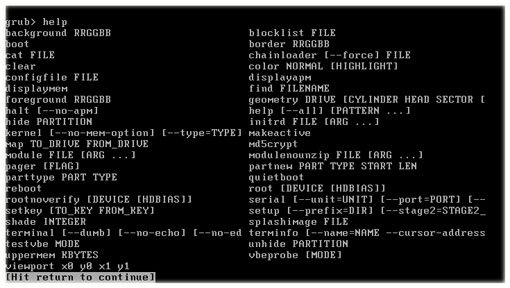 grub> help
background RRGGBB blocklist FILE
boot border RRGGBB
cat FILE chainloader [--force] FILE
clear color NORMAL [HIGHLIGHT]
configfile FILE displayapm
displaymem find FILENAME
foreground RRGGBB geometry DRIVE [CYLINDER HEAD SECTOR [
halt [--no-apm] help [--all] [PATTERN ...]
hide PARTITION initrd FILE [ARG ...]
kernel [--no-mem-option] [--type=TYPE] makeactive
map TO_DRIVE FROM_DRIVE md5crypt
module FILE [ARG ...] modulenounzip FILE [ARG ...]
pager [FLAG] partnew PART TYPE START LEN
parttype PART TYPE quietboot
reboot root [DEVICE [HDBIAS]]
rootnoverify [DEVICE [HDBIAS]] serial [--unit=UNIT] [--port=PORT] [--
setkey [TO_KEY FROM_KEY] setup [--prefix=DIR] [--stage2=STAGE2_
shade INTEGER splashimage FILE
terminal [--dumb] [--no-echo] [--no-ed terminfo [--name=NAME --cursor-address
testvbe MODE unhide PARTITION
uppermem KBYTES vbeprobe [MODE]
viewport x0 y0 x1 y1
[Hit return to continue]